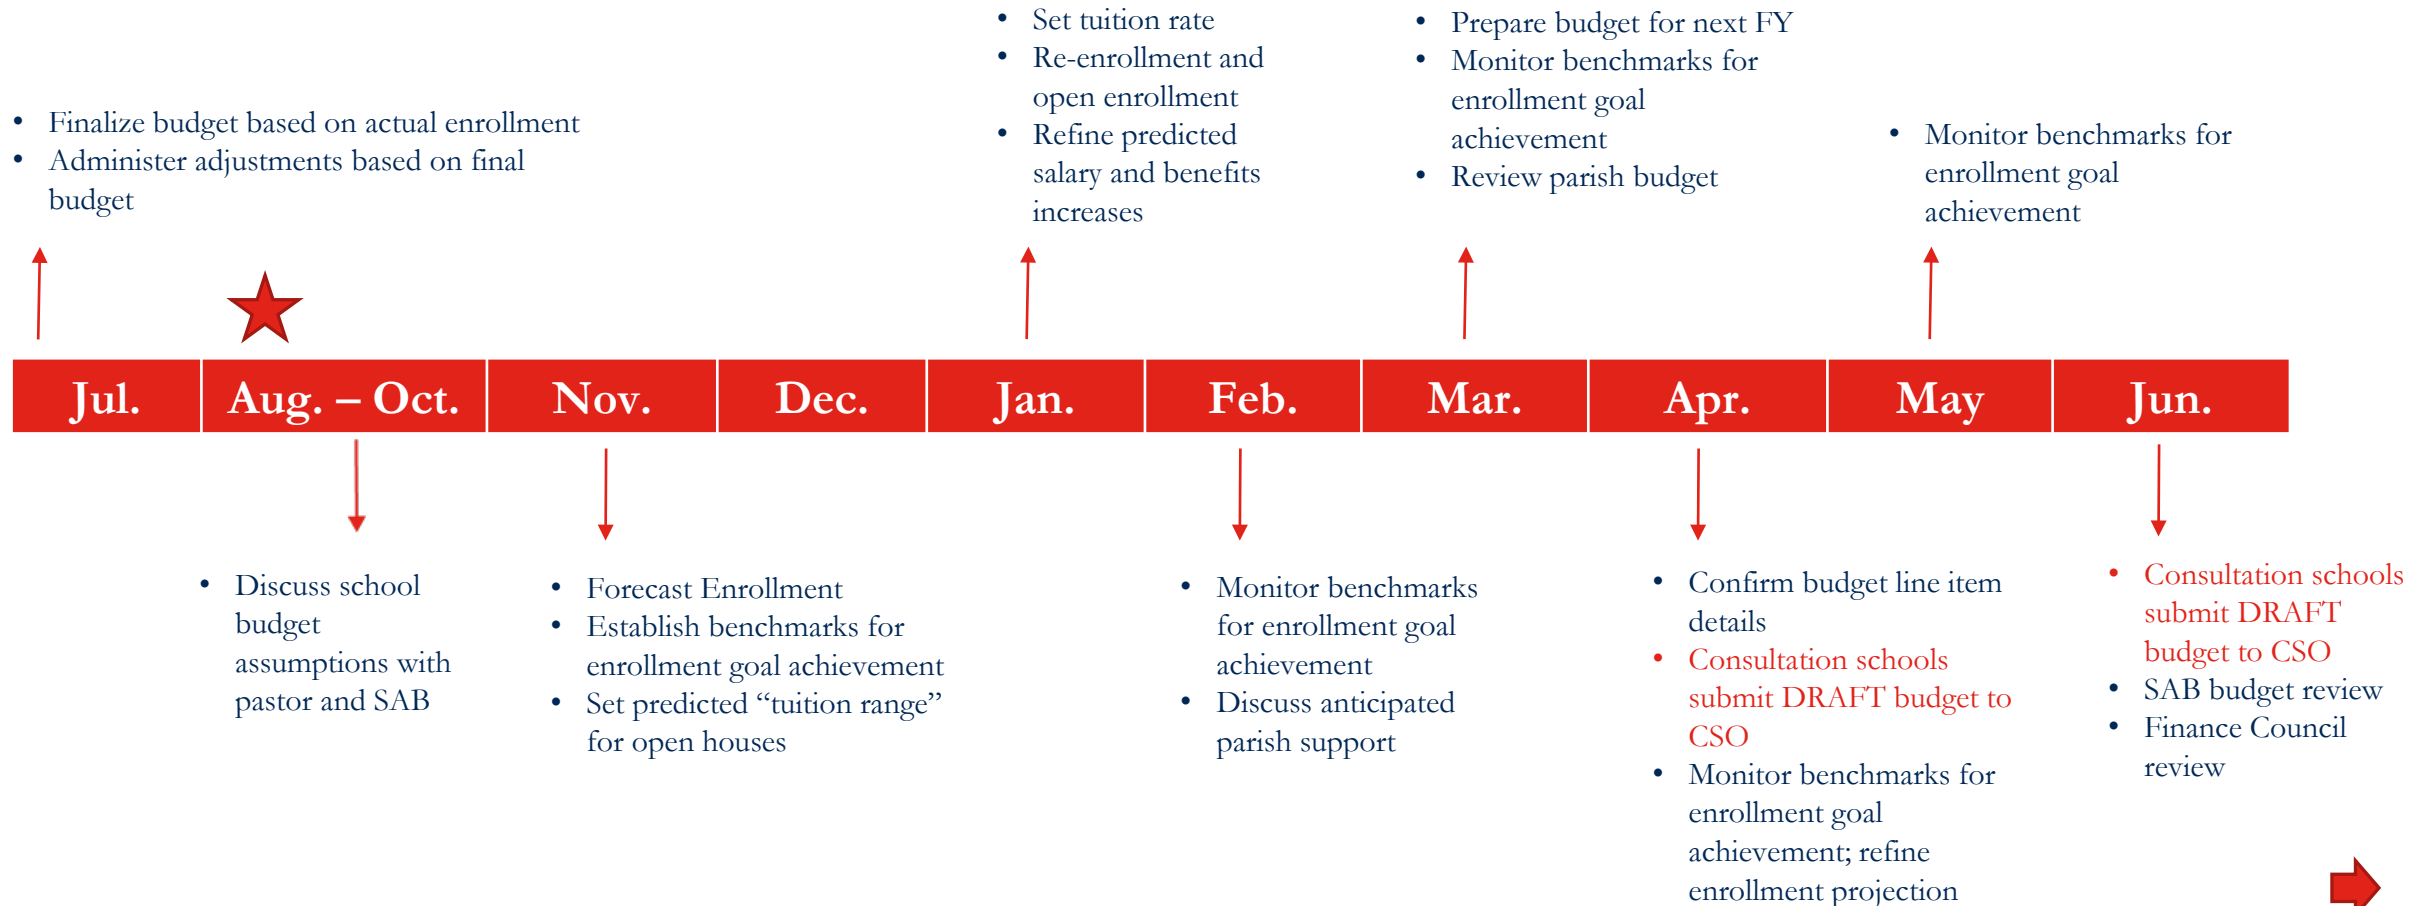 • Finalize budget based on actual enrollment
• Administer adjustments based on final
budget
• Set tuition rate
• Re-enrollment and
open enrollment
• Refine predicted
salary and benefits
increases
• Prepare budget for next FY
• Monitor benchmarks for
enrollment goal
achievement
• Review parish budget
• Monitor benchmarks for
enrollment goal
achievement
Jul.
Aug. – Oct.
Nov.
Dec.
Jan.
Feb.
Mar.
Apr.
May
Jun.
• Discuss school
budget
assumptions with
pastor and SAB
• Forecast Enrollment
• Establish benchmarks for
enrollment goal achievement
• Set predicted “tuition range”
for open houses
• Monitor benchmarks
for enrollment goal
achievement
• Discuss anticipated
parish support
• Confirm budget line item
details
• Consultation schools
submit DRAFT budget to
CSO
• Monitor benchmarks for
enrollment goal
achievement; refine
enrollment projection
• Consultation schools
submit DRAFT
budget to CSO
• SAB budget review
• Finance Council
review